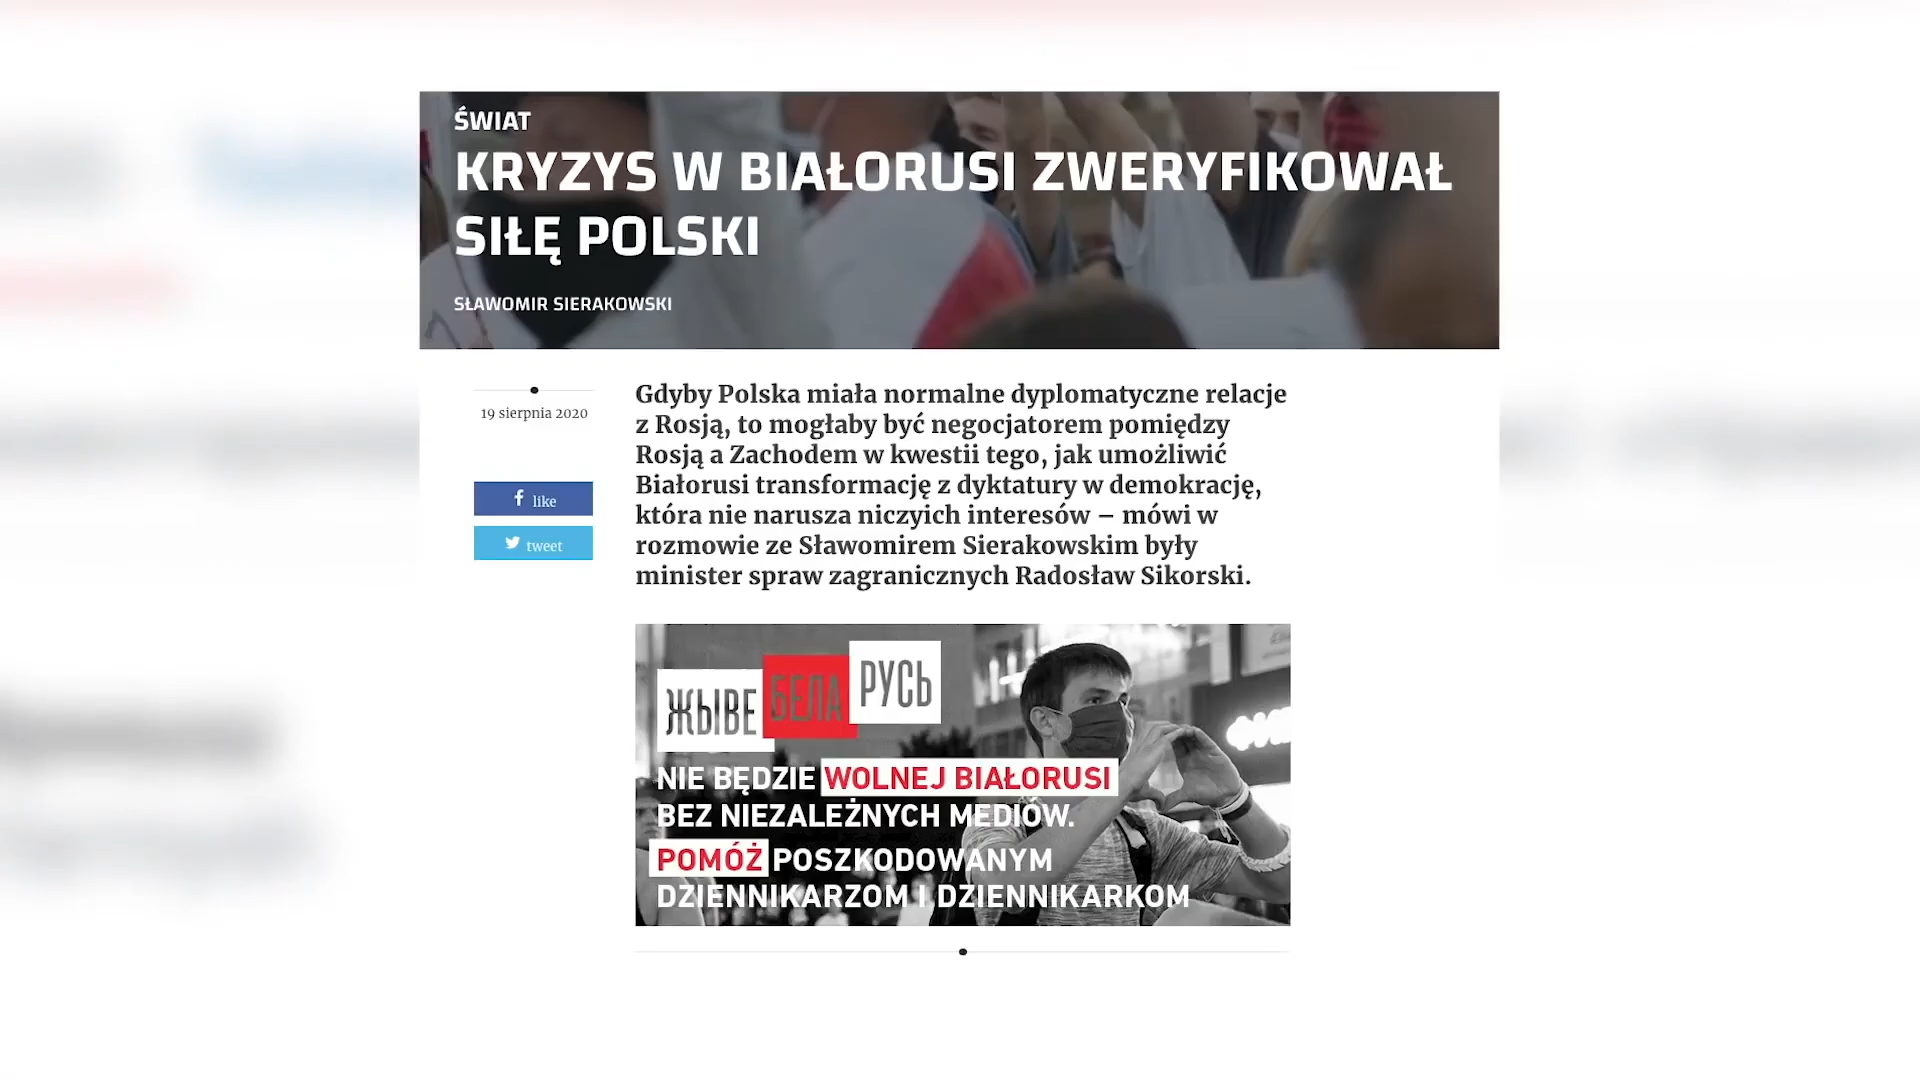 ŚWIAT
KRYZYS W BIAŁORUSI ZWERYFIKOWAŁ
SIŁĘ POLSKI
SŁAWOMIR SIERAKOWSKI
19 sierpnia 2020
like
tweet
Gdyby Polska miała normalne dyplomatyczne relacje
z Rosją, to mogłaby być negocjatorem pomiędzy
Rosją a Zachodem w kwestii tego, jak umożliwić
Białorusi transformację z dyktatury w demokrację,
która nie narusza niczyich interesów – mówi w
rozmowie ze Sławomirem Sierakowskim były
minister spraw zagranicznych Radosław Sikorski.
ЖЫВЕ БЕЛА РУСЬ
NIE BĘDZIE WOLNEJ BIAŁORUSI
BEZ NIEZALEŻNYCH MEDIÓW.
POMÓŻ POSZKODOWANYM
DZIENNIKARZOM I DZIENNIKARKOM